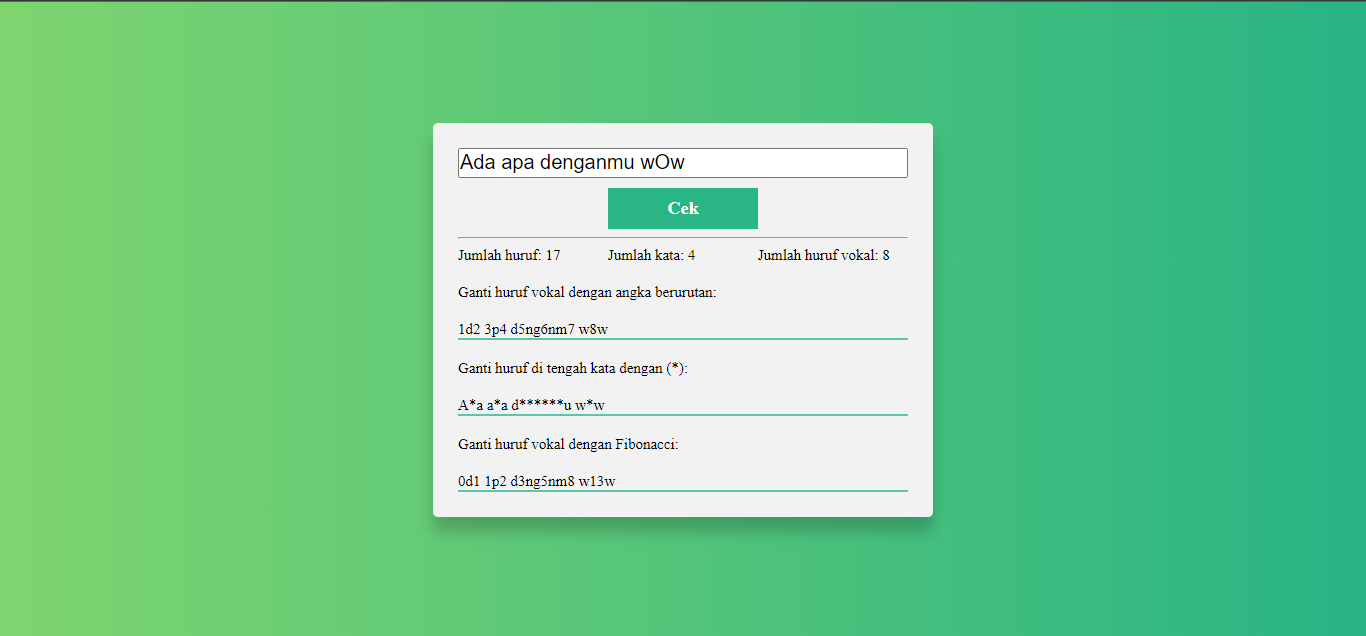 Ada apa denganmu wOw
Cek
Jumlah huruf: 17 Jumlah kata: 4 Jumlah huruf vokal: 8
Ganti huruf vokal dengan angka berurutan:
1d2 3p4 d5ng6nm7 w8w
Ganti huruf di tengah kata dengan (*):
A*a a*a d******u w*w
Ganti huruf vokal dengan Fibonacci:
0d1 1p2 d3ng5nm8 w13w